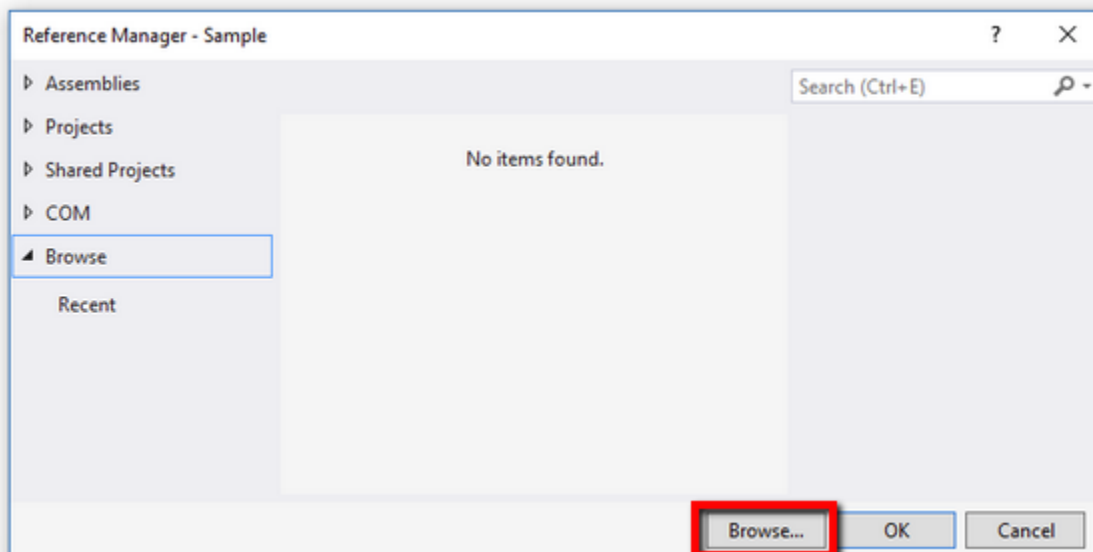 Reference Manager - Sample
?
Assemblies
Search (Ctrl+E)
Projects
No items found.
Shared Projects
COM
Browse
Recent
Browse...
OK
Cancel